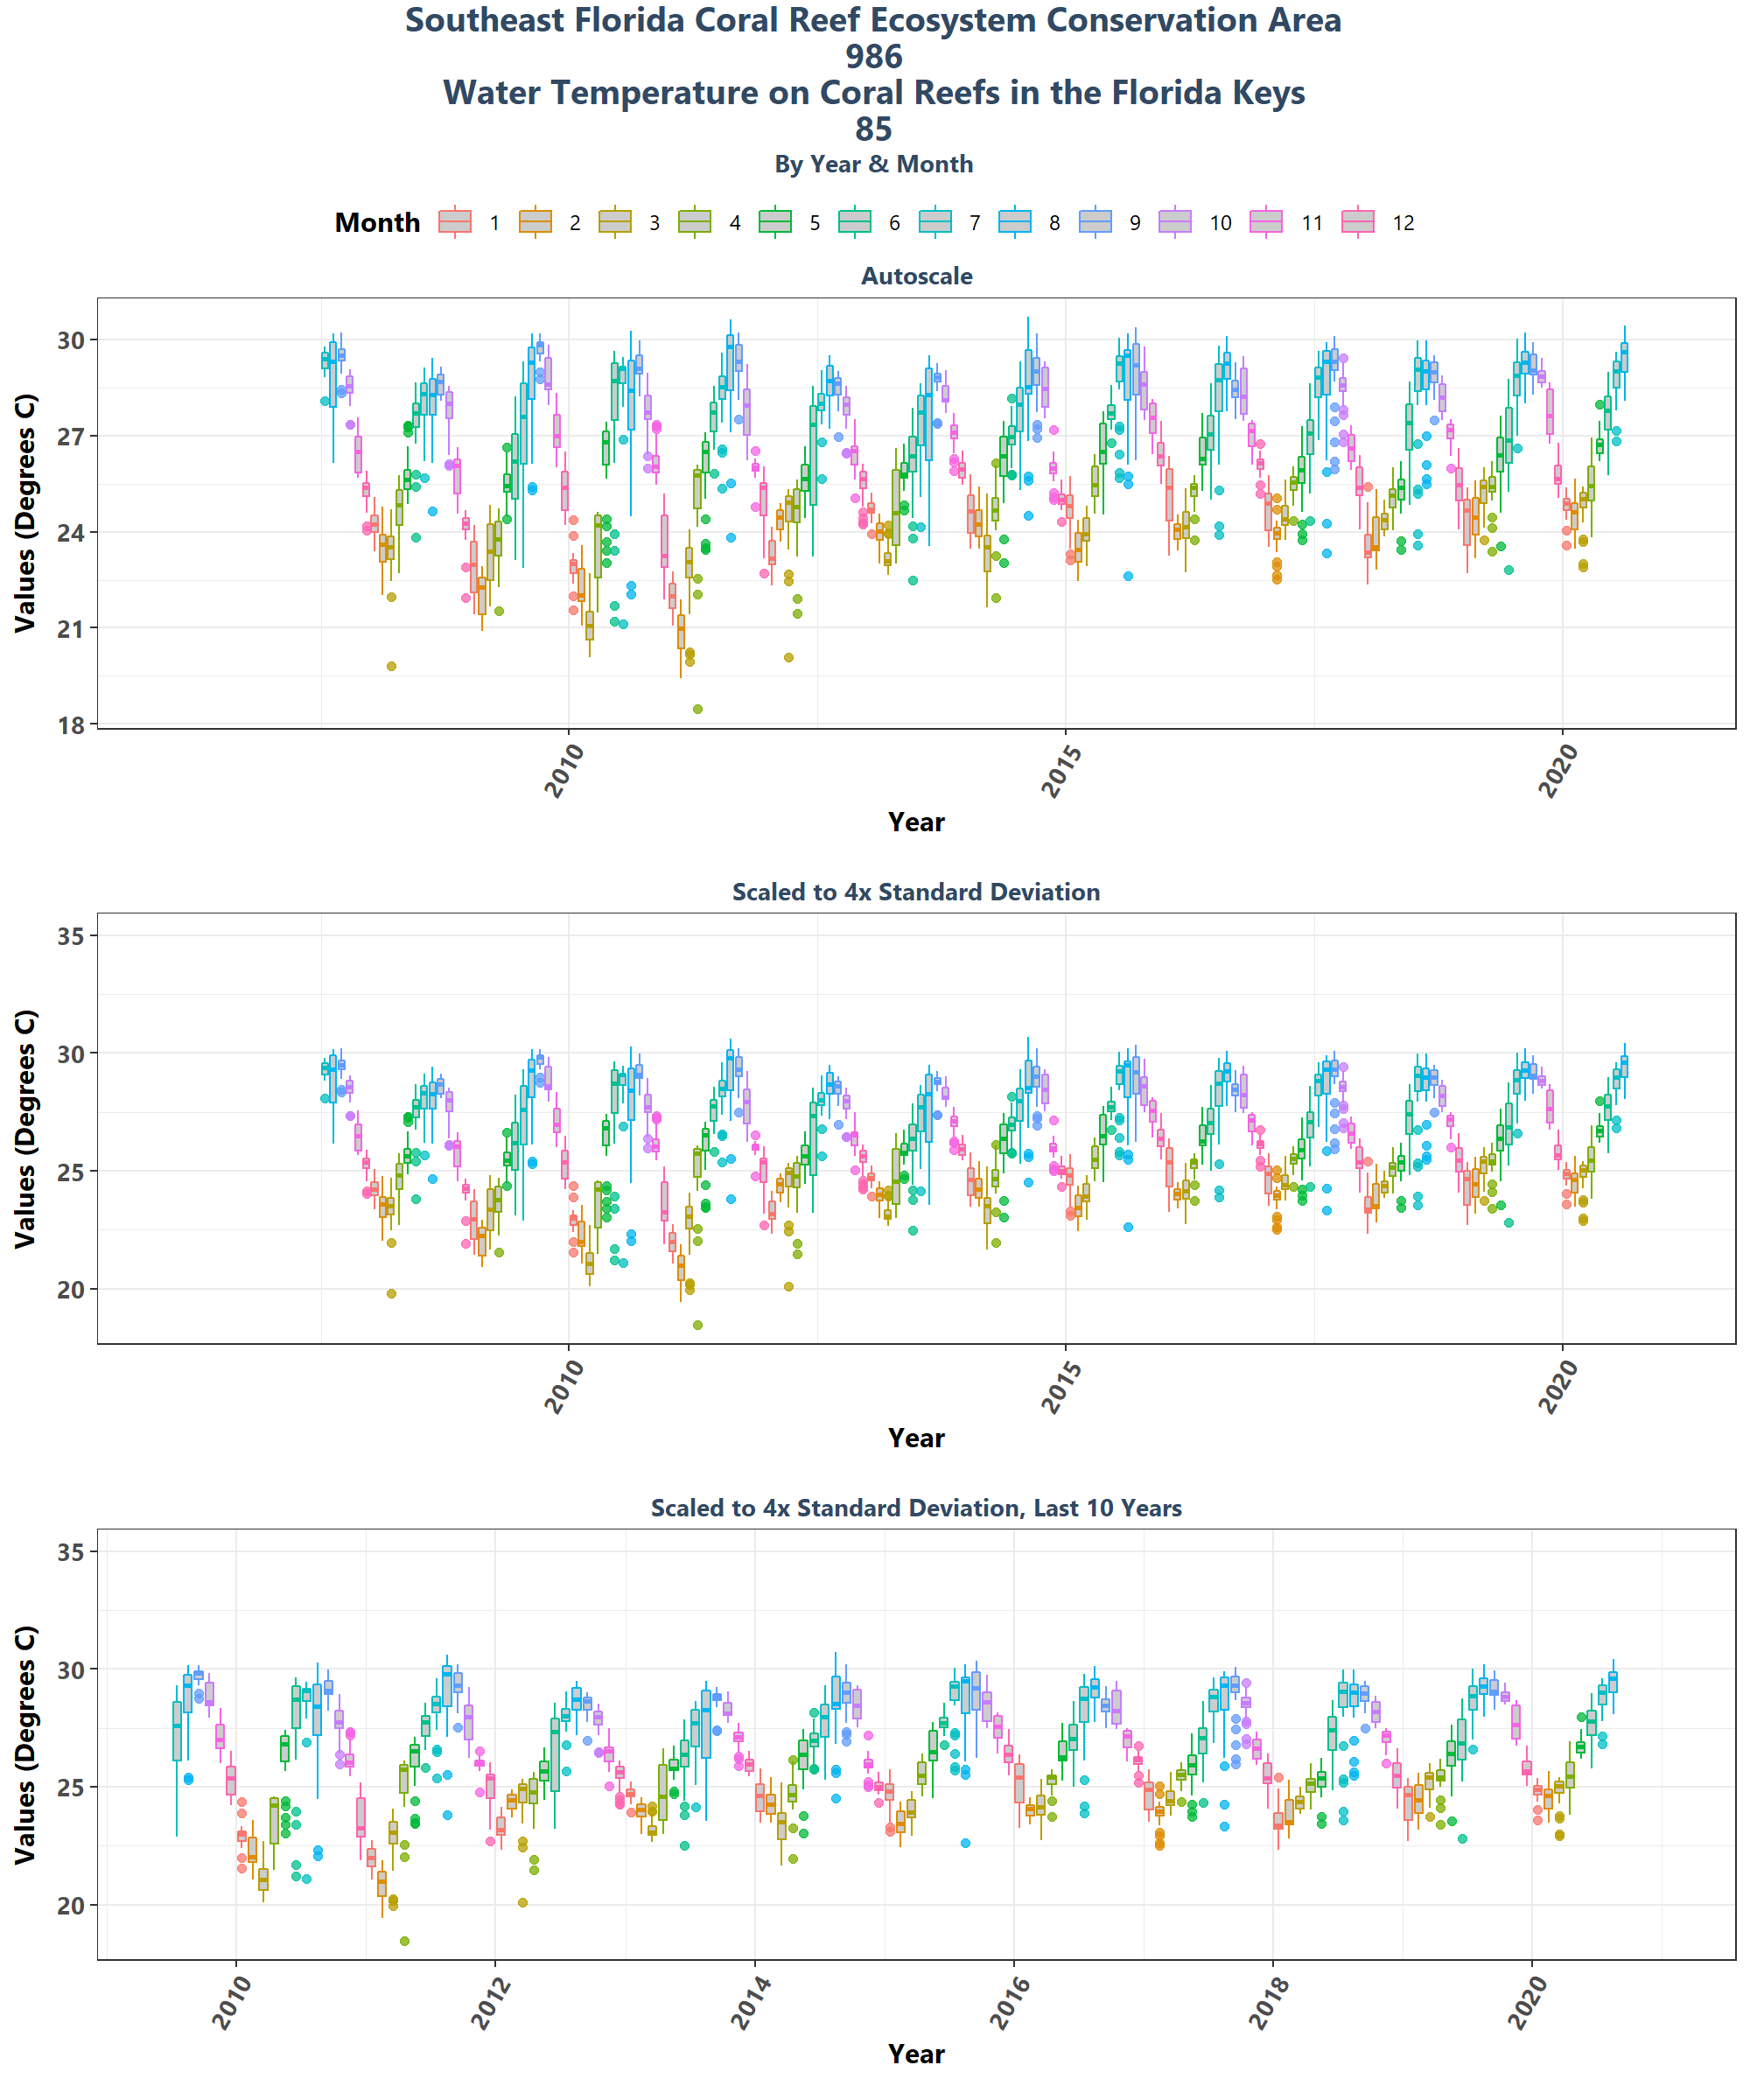 Southeast Florida Coral Reef Ecosystem Conservation Area
986
Water Temperature on Coral Reefs in the Florida Keys
85
By Year & Month
Month 1 2 3 4 5 6 7 8 9 10 11 12
Autoscale
Values (Degrees C)
30
27
24
21
18
2010 2015 2020
Year
Scaled to 4x Standard Deviation
Values (Degrees C)
35
30
25
20
2010 2015 2020
Year
Scaled to 4x Standard Deviation, Last 10 Years
Values (Degrees C)
35
30
25
20
2010 2012 2014 2016 2018 2020
Year